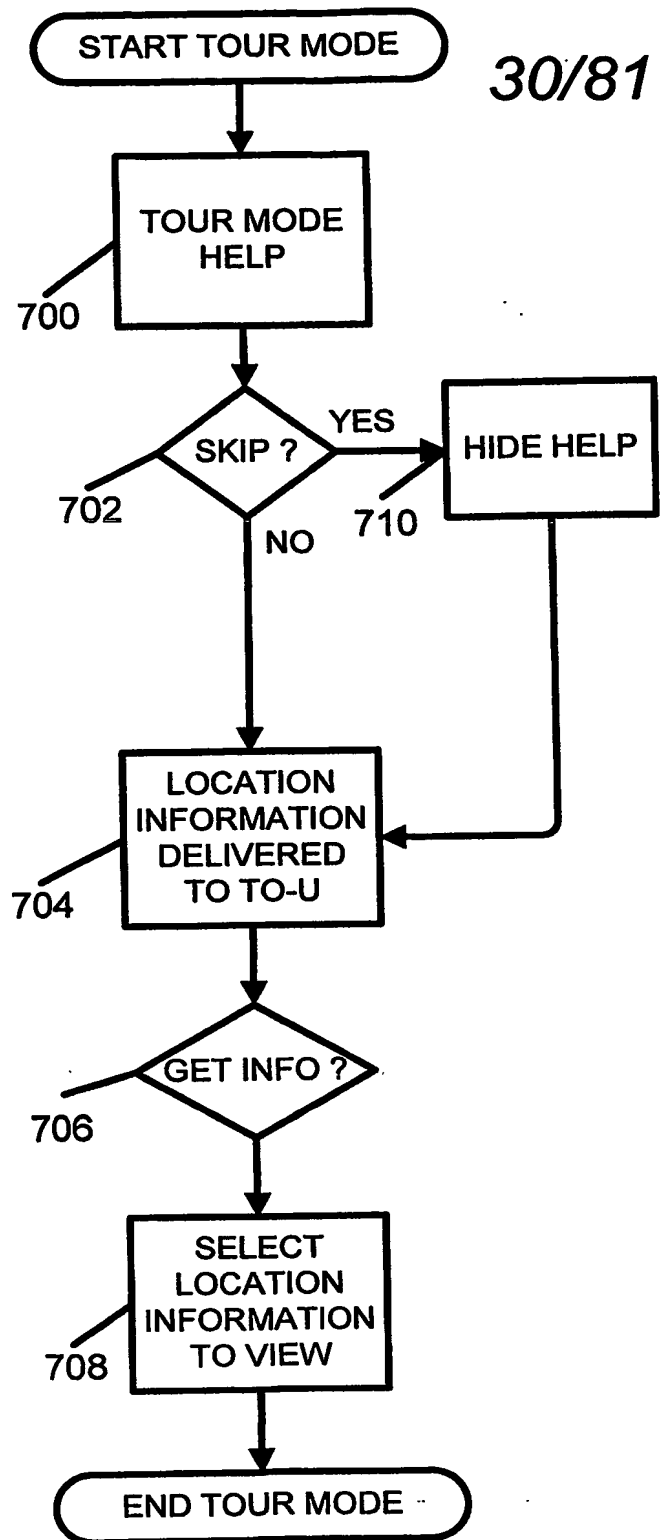 START TOUR MODE
30/81
TOUR MODE
HELP
700
SKIP ?
YES
HIDE HELP
702
710
NO
LOCATION
INFORMATION
DELIVERED
TO TO-U
704
GET INFO ?
706
SELECT
LOCATION
INFORMATION
TO VIEW
708
END TOUR MODE